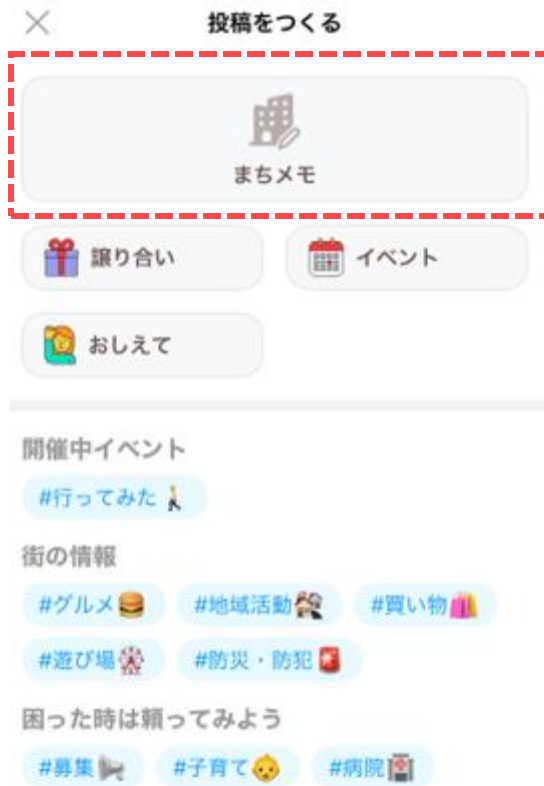 投稿をつくる
まちメモ
譲り合い イベント
おしえて
開催中イベント
#行ってみた
街の情報
#グルメ #地域活動 #買い物
#遊び場 #防災・防犯
困った時は頼ってみよう
#募集 #子育て #病院